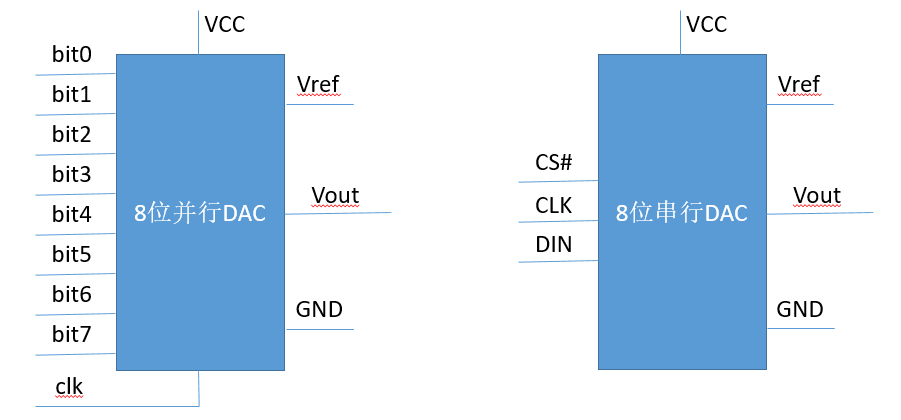 VCC
bit0
bit1
bit2
bit3
bit4
bit5
bit6
bit7
clk
8位并行DAC
Vref
Vout
GND
VCC
CS#
CLK
DIN
8位串行DAC
Vref
Vout
GND